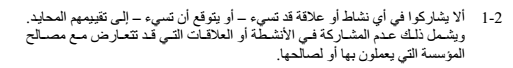 1-2 ألا يشاركوا في أي نشاط أو علاقة قد تسيء – أو يتوقع أن تسيء – إلى تقييمهم المحايد.
ويشمل ذلك عدم المشاركة في الأنشطة أو العلاقات التي قد تتعارض مع مصالح
المؤسسة التي يعملون بها أو لصالحها.